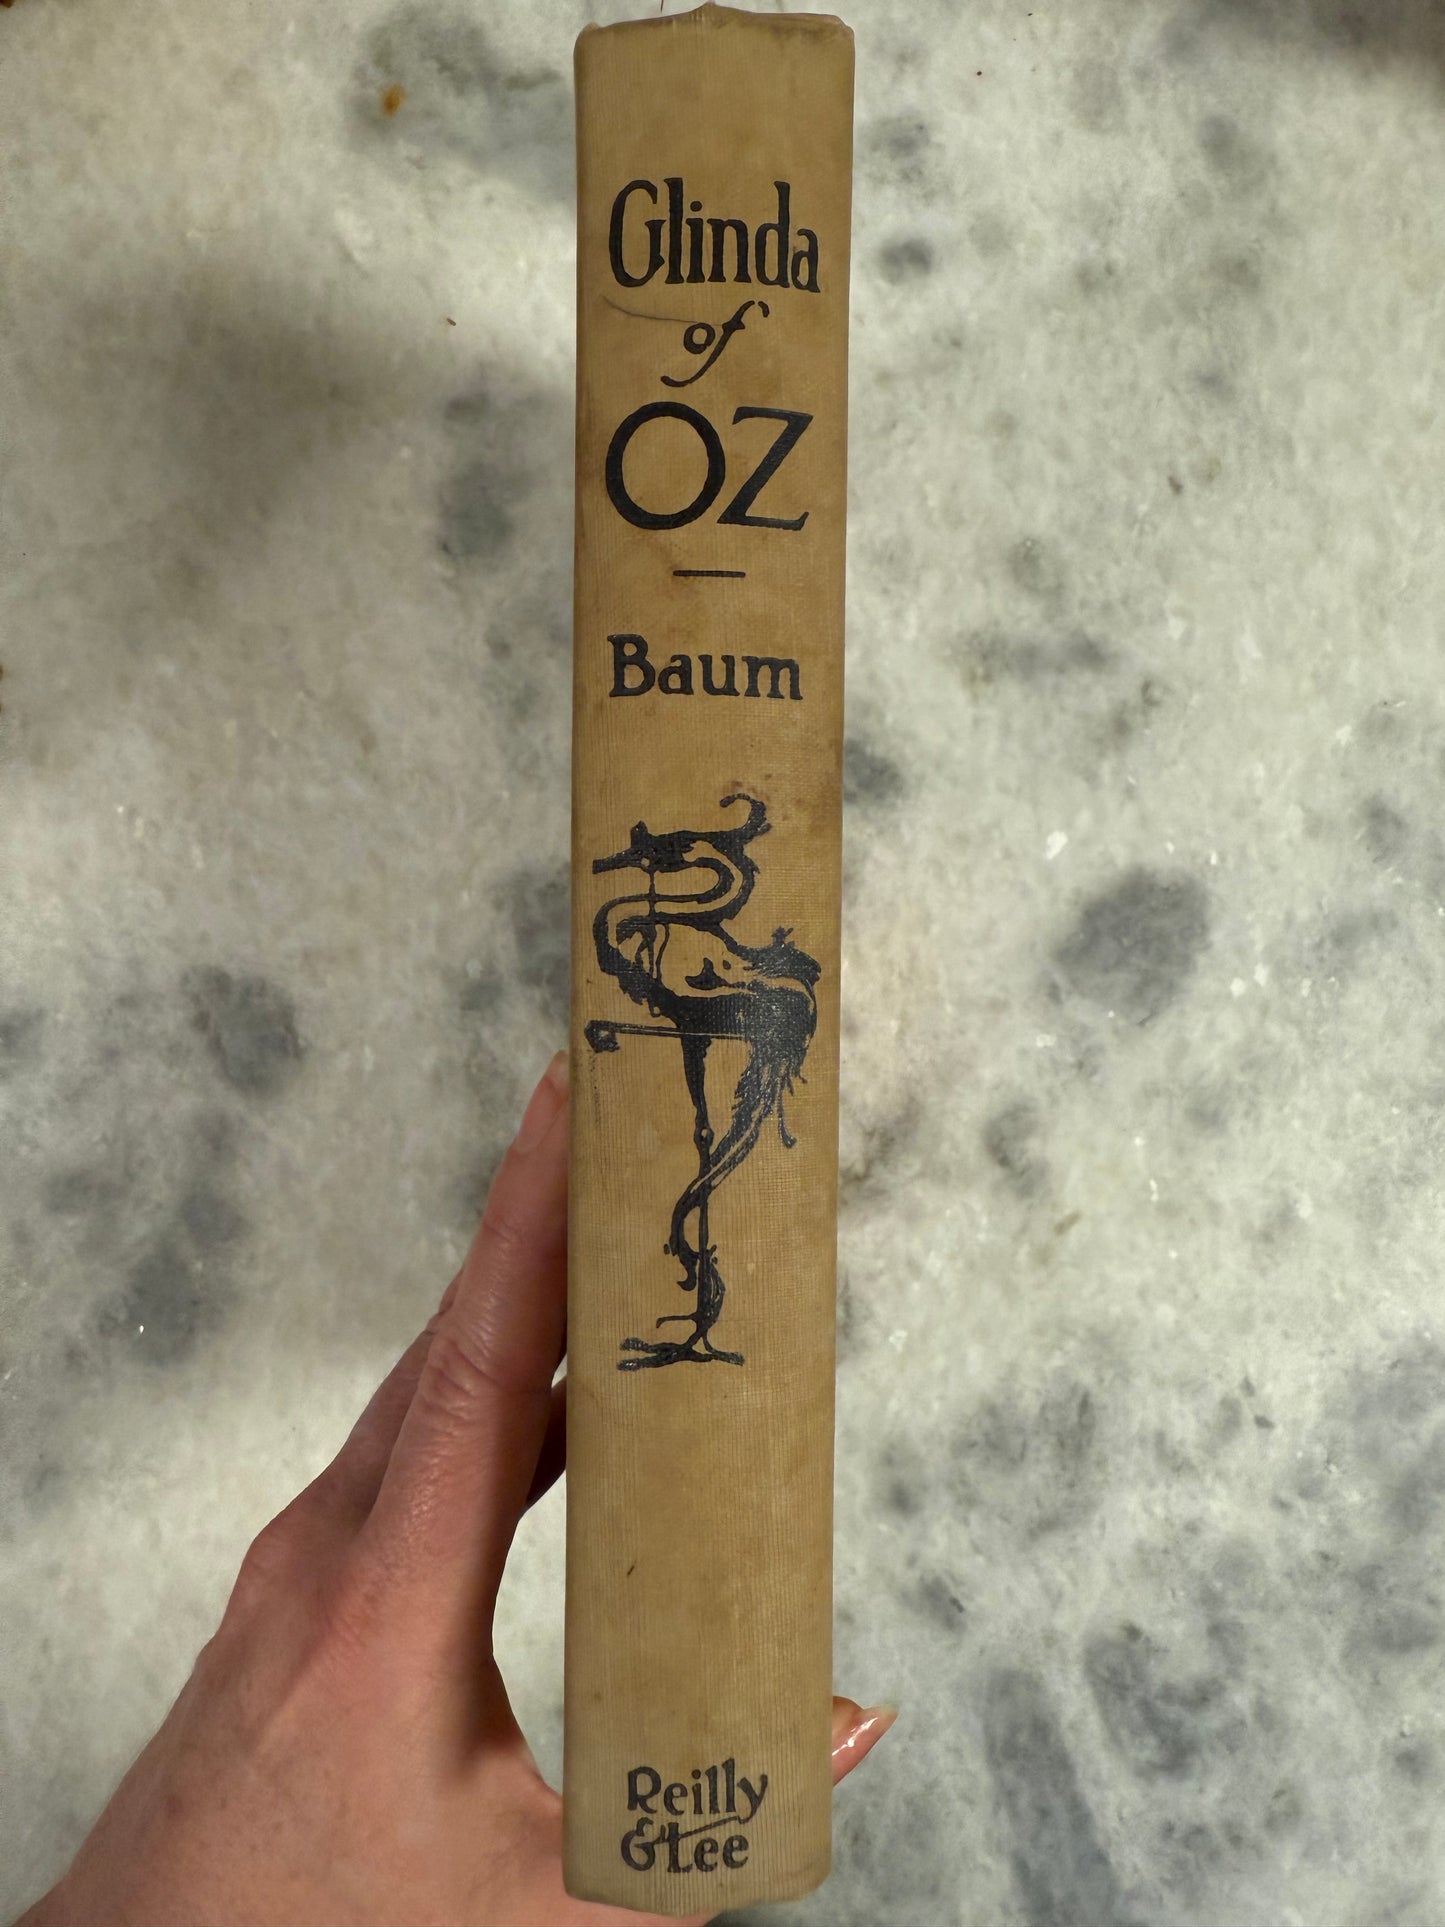 Glinda
of
OZ
Baum
Reilly
& Lee